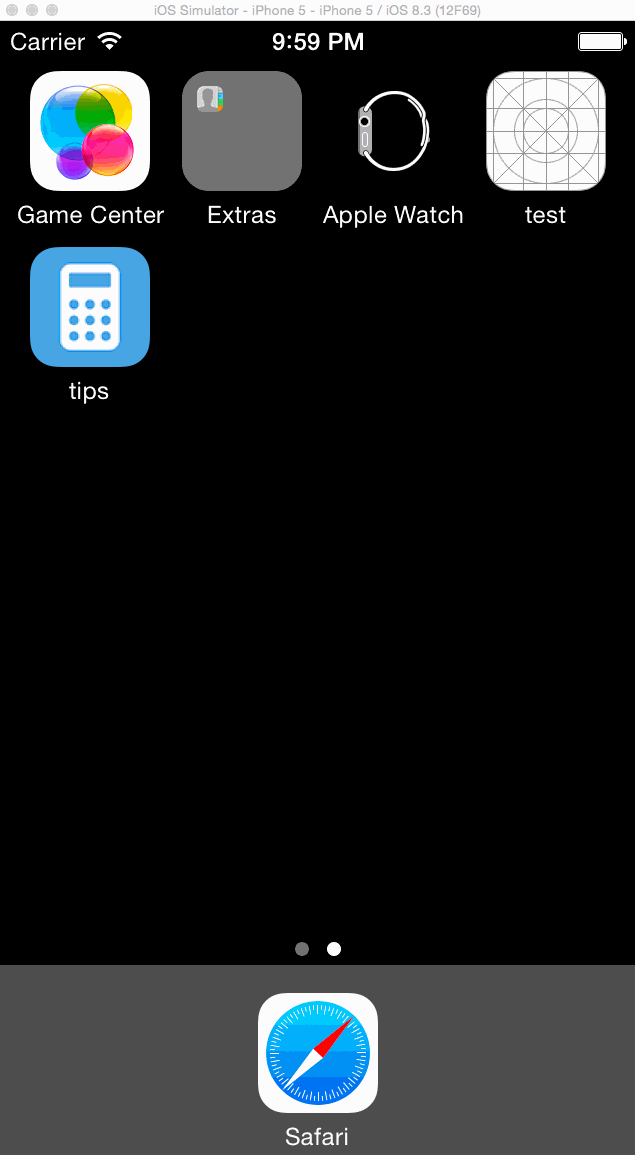 iOS Simulator - iPhone 5 - iPhone 5 / iOS 8.3 (12F69)
Carrier 9:59 PM
Game Center Extras Apple Watch test
tips
Safari